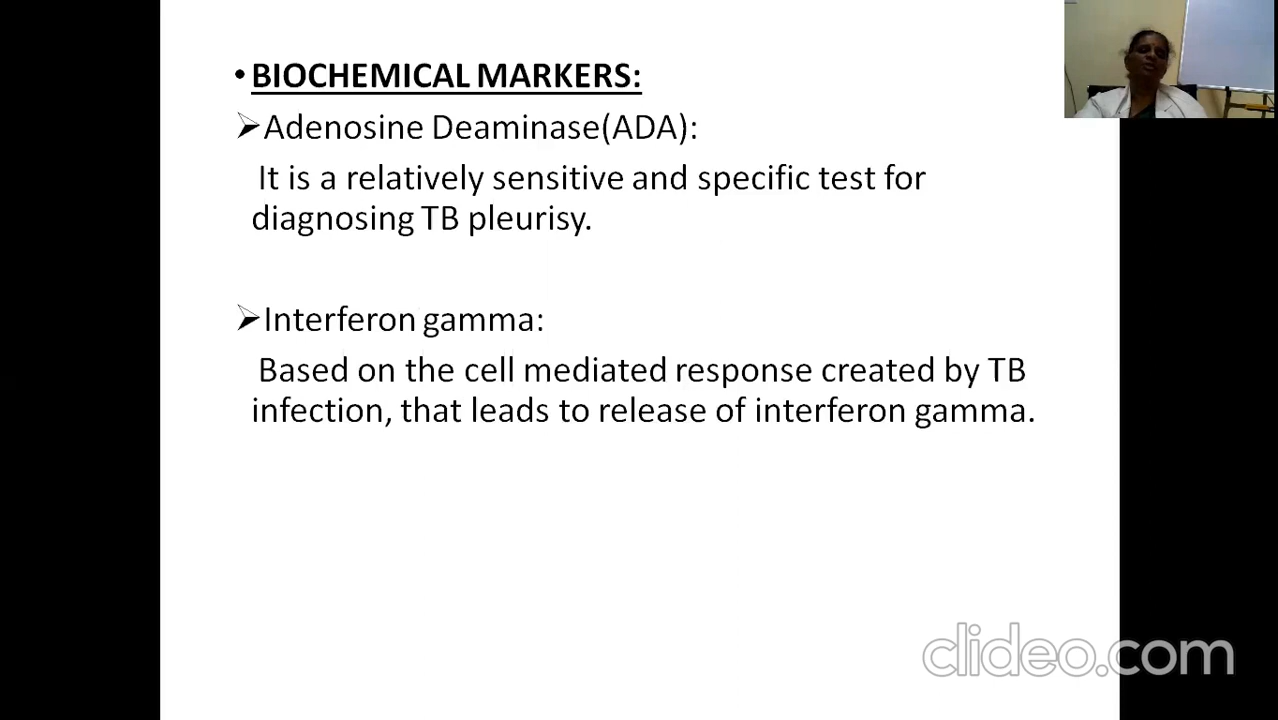 • BIOCHEMICAL MARKERS:
➢Adenosine Deaminase(ADA):
It is a relatively sensitive and specific test for
diagnosing TB pleurisy.
➢Interferon gamma:
Based on the cell mediated response created by TB
infection, that leads to release of interferon gamma.
clideo.com